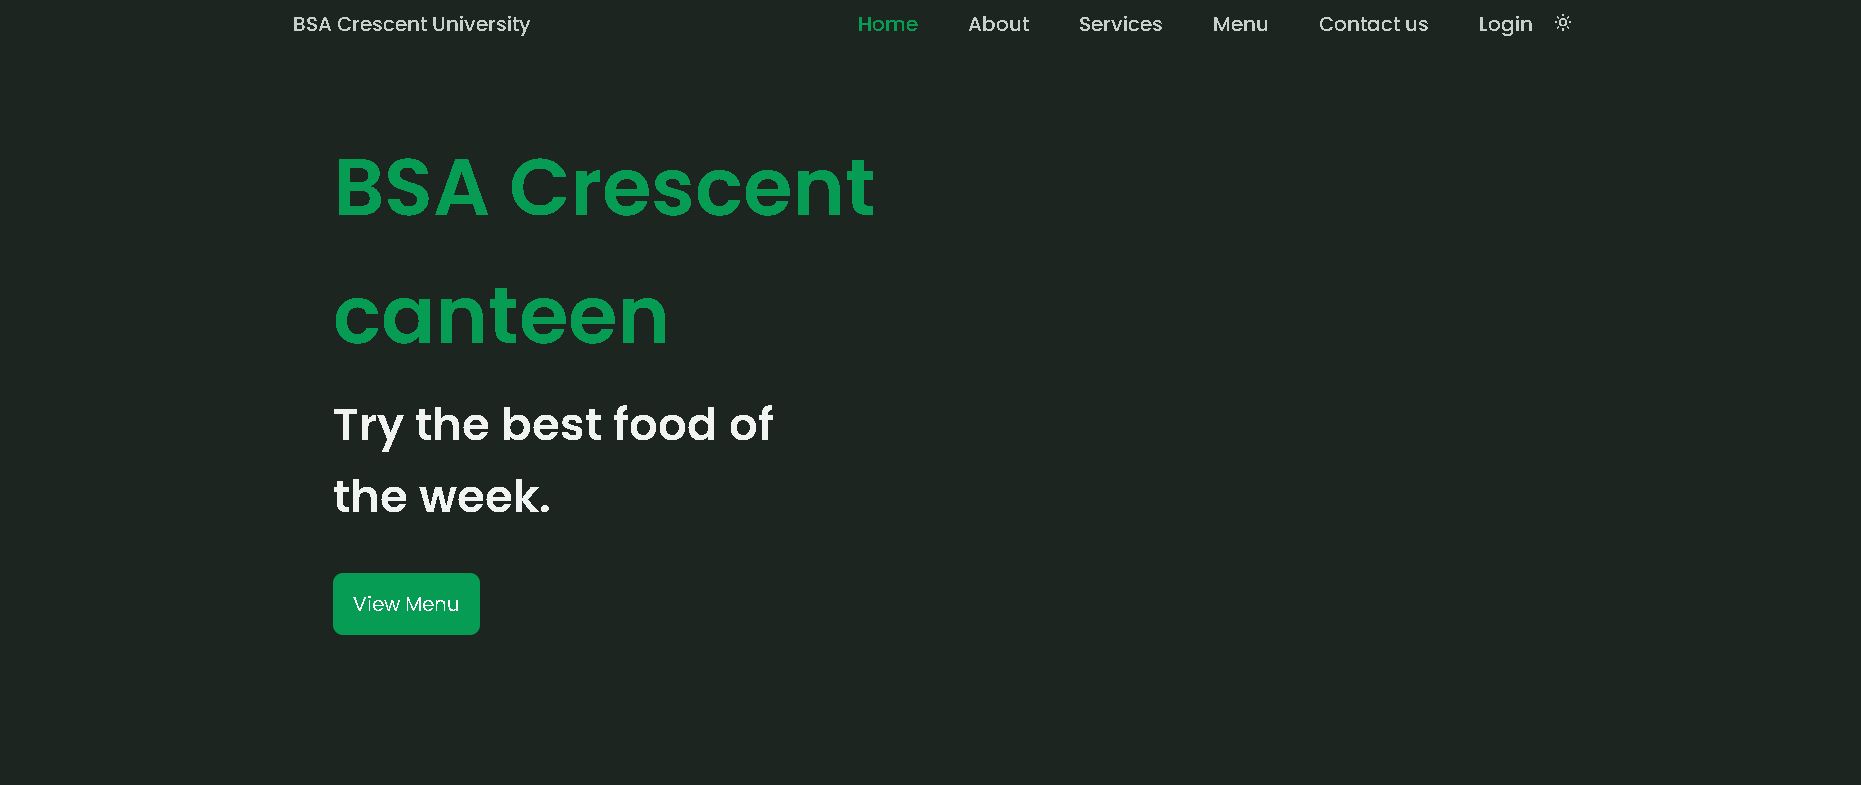 BSA Crescent University Home About Services Menu Contact us Login
BSA Crescent
canteen
Try the best food of
the week.
View Menu